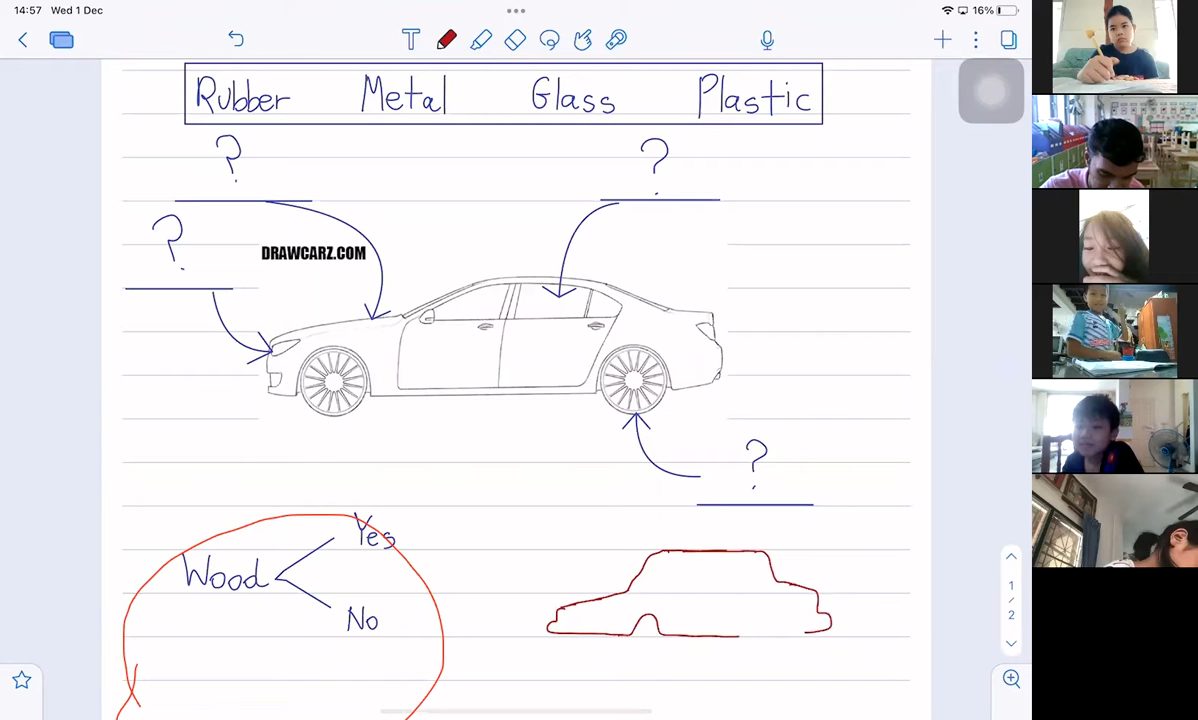 14:57 Wed 1 Dec
16%
T
Rubber Metal Glass Plastic
?
?
?
DRAWCARZ.COM
?
Yes
Wood
No
1
/
2